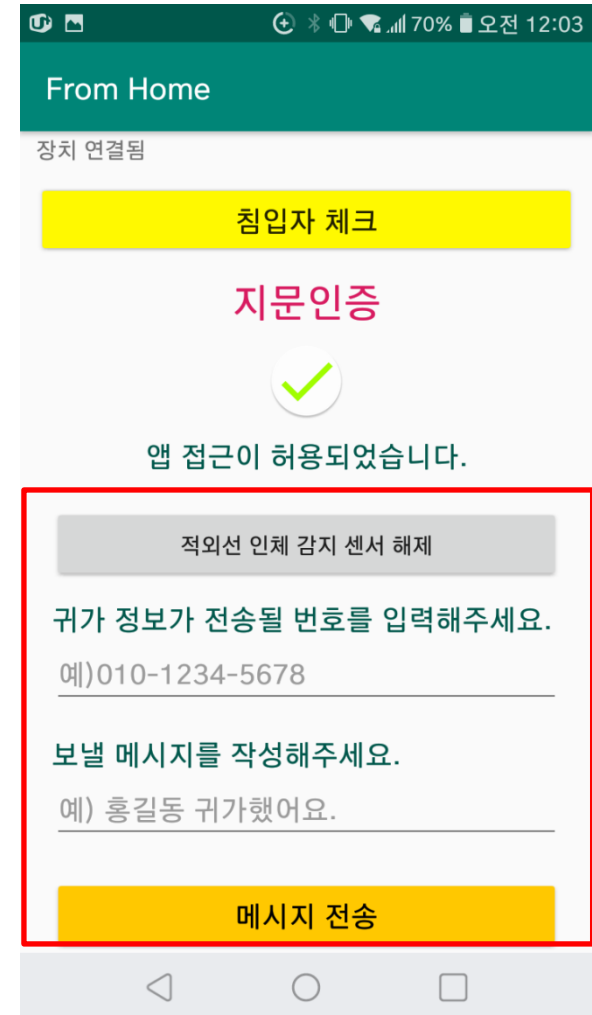 70% 오전 12:03
From Home
장치 연결됨
침입자 체크
지문인증
앱 접근이 허용되었습니다.
적외선 인체 감지 센서 해제
귀가 정보가 전송될 번호를 입력해주세요.
예)010-1234-5678
보낼 메시지를 작성해주세요.
예) 홍길동 귀가했어요.
메시지 전송